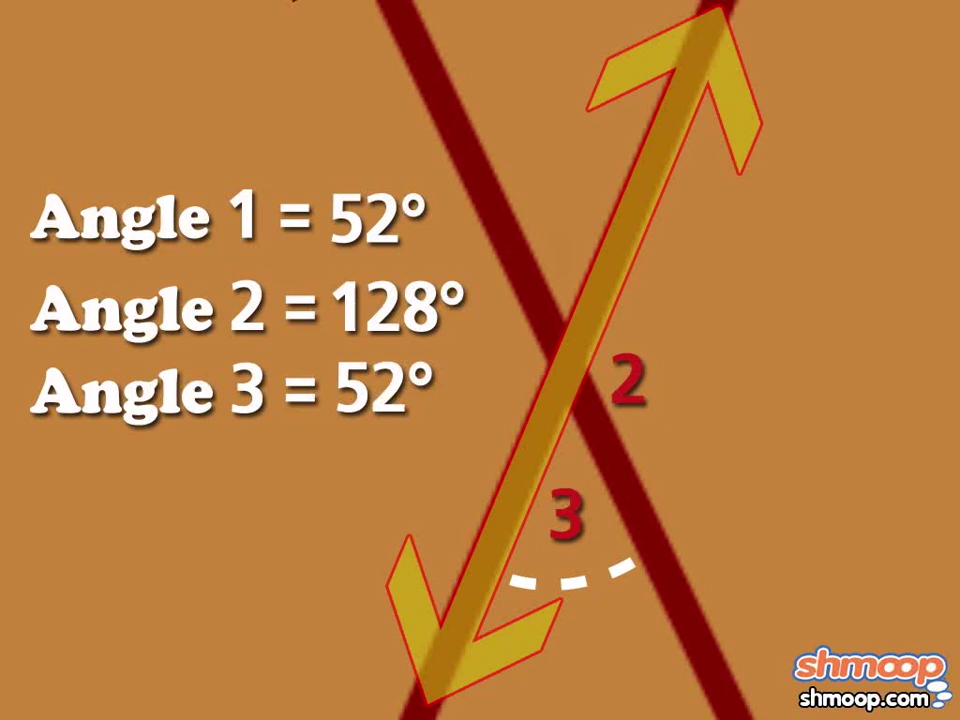 Angle 1 = 52°
Angle 2 = 128°
Angle 3 = 52°
2
3
shmoop
shmoop.com